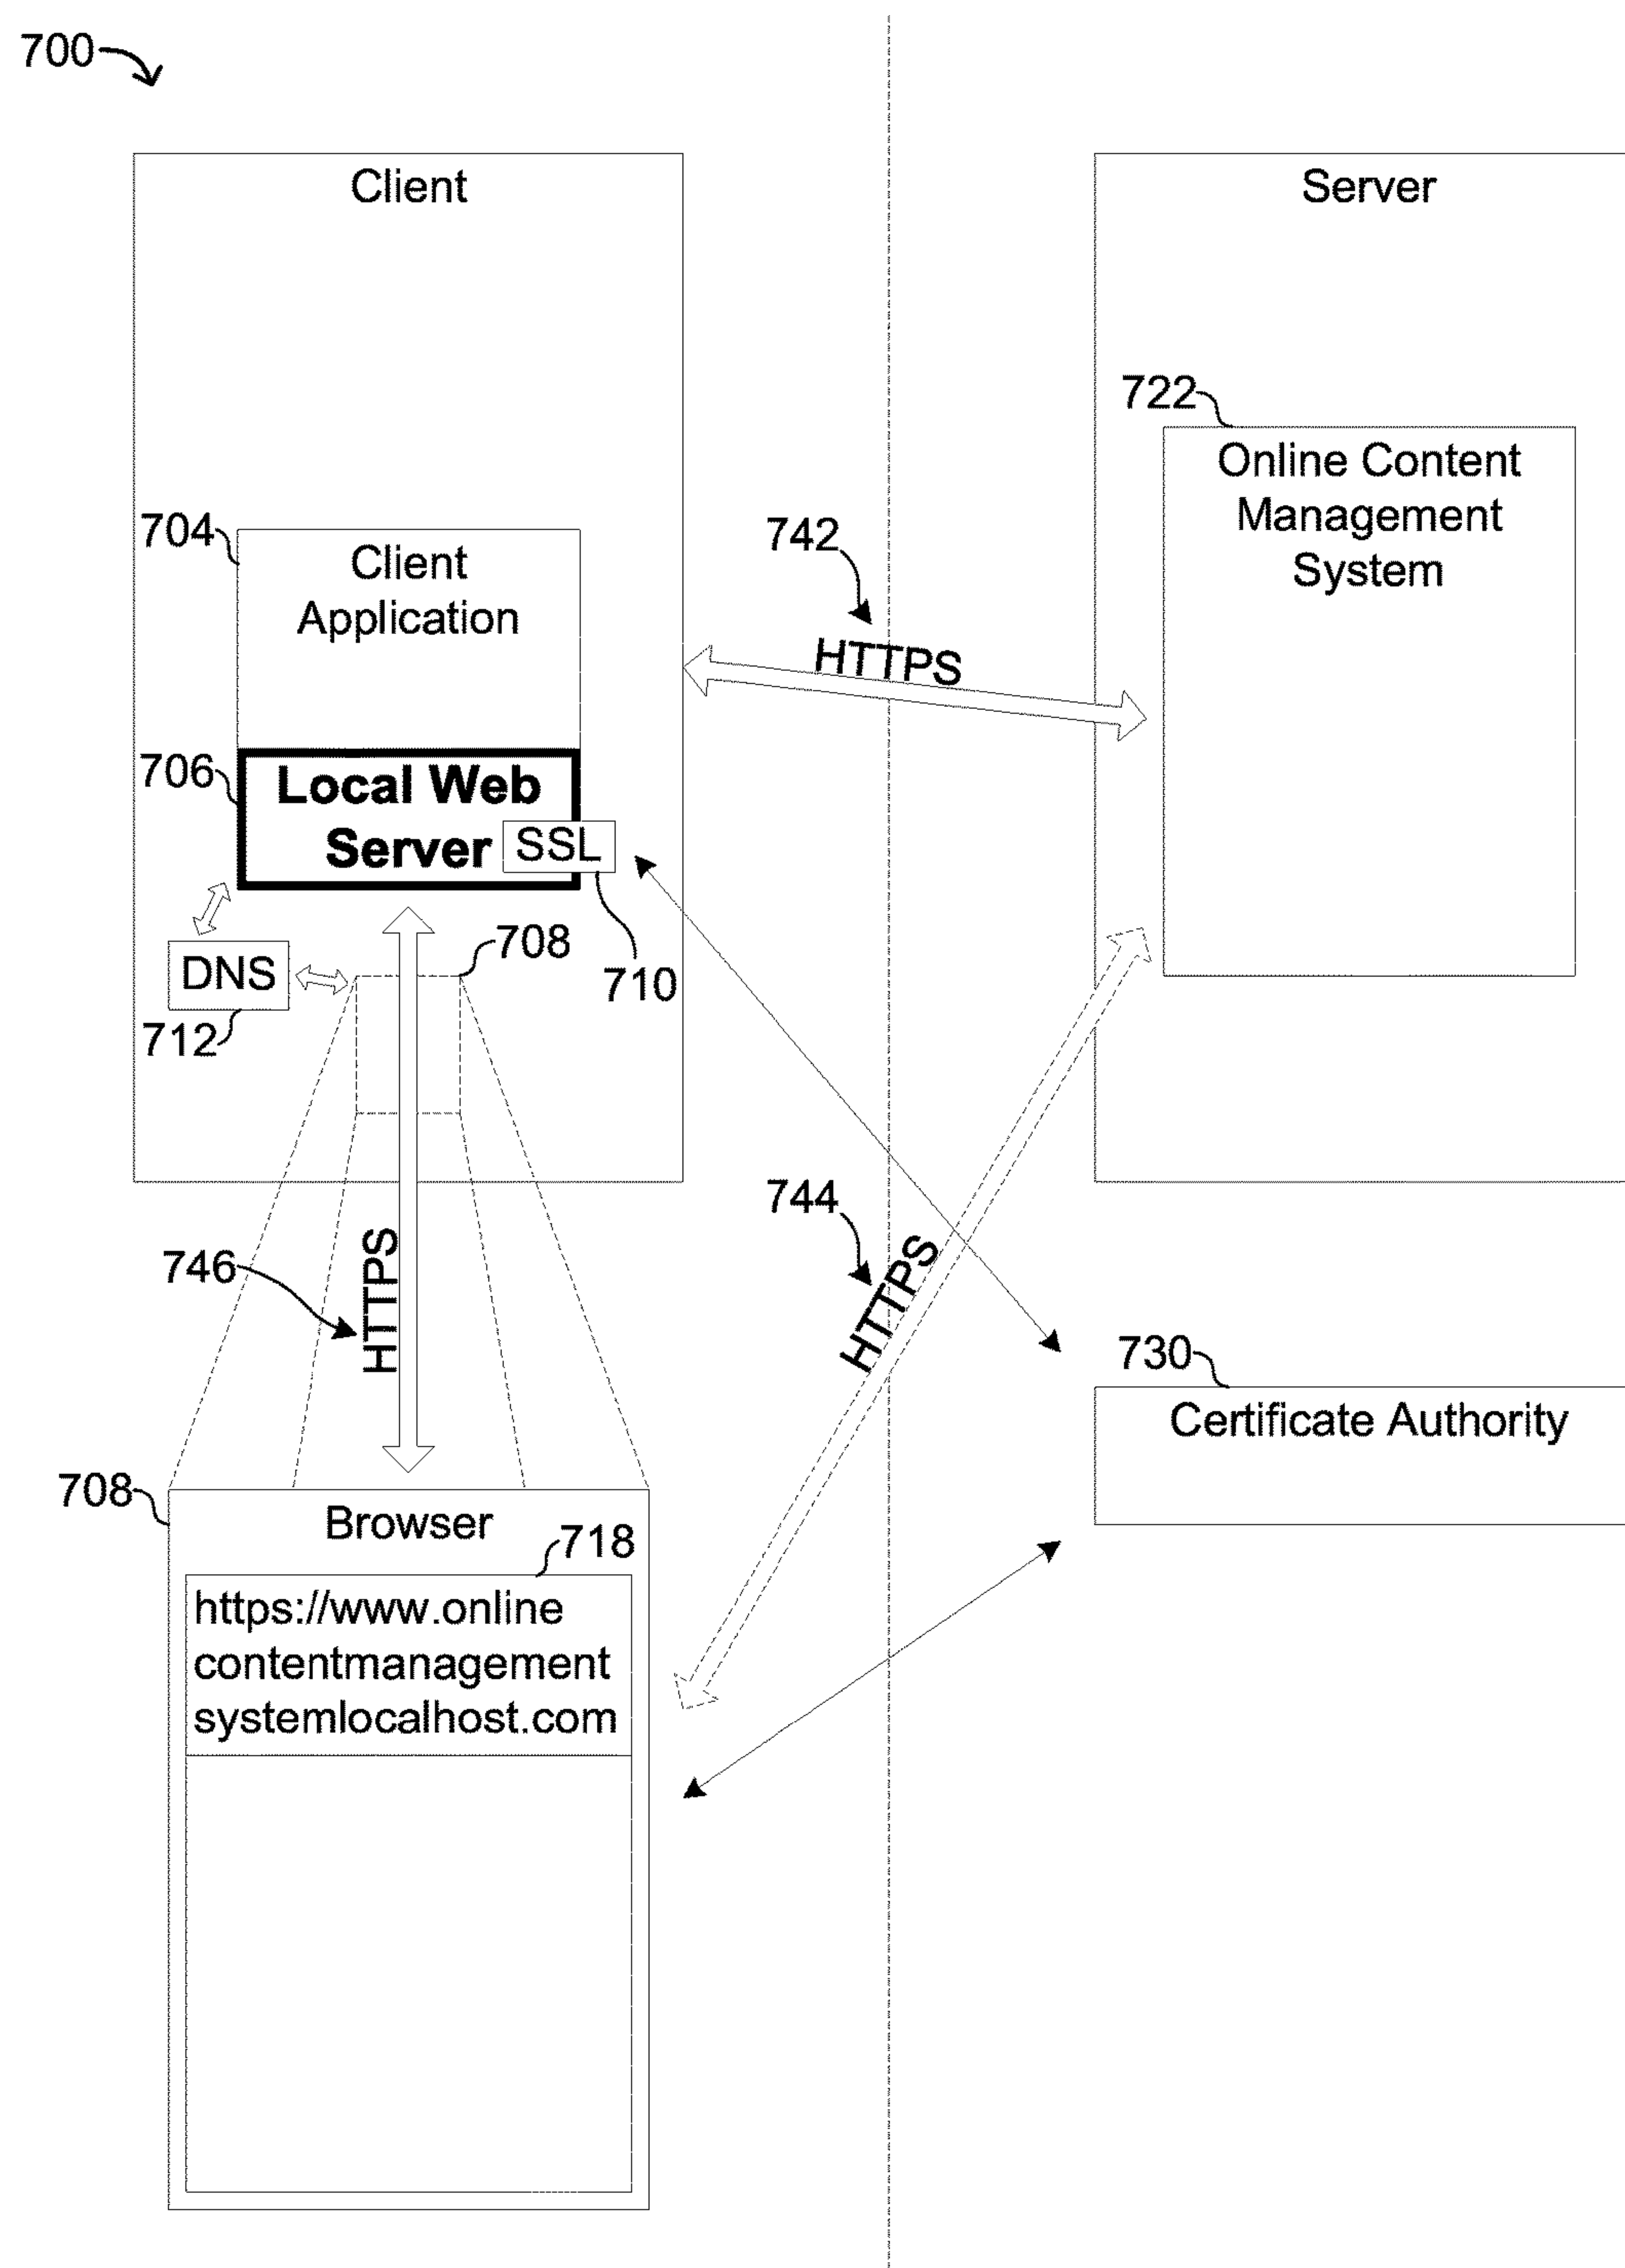 700
Client
Server
722
Online Content
Management
System
704
Client
Application
742
HTTPS
706
Local Web
Server
SSL
708
710
DNS
712
744
HTTPS
746
HTTPS
730
Certificate Authority
708
Browser
718
https://www.online
contentmanagement
systemlocalhost.com